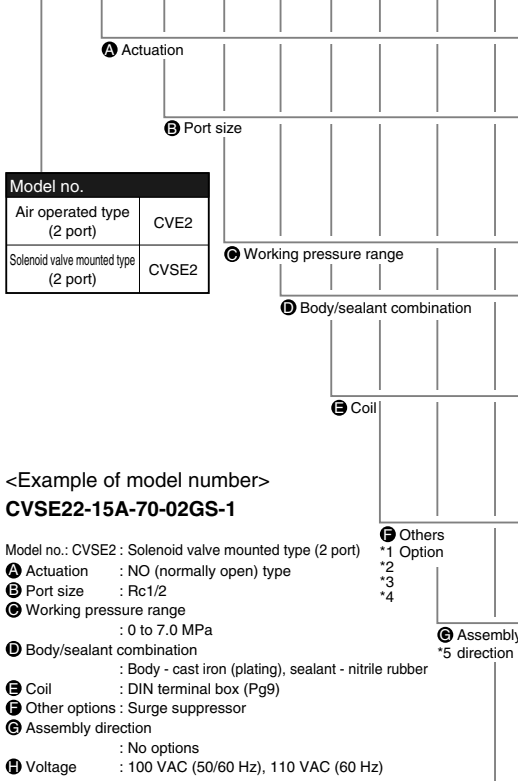 A Actuation
B Port size
Model no.
Air operated type
(2 port)
CVE2
Solenoid valve mounted type
(2 port)
CVSE2
C Working pressure range
D Body/sealant combination
E Coil
<Example of model number>
CVSE22-15A-70-02GS-1
F Others
*1 Option
*2
*3
*4
Model no.: CVSE2 : Solenoid valve mounted type (2 port)
A Actuation : NO (normally open) type
B Port size : Rc1/2
C Working pressure range
: 0 to 7.0 MPa
D Body/sealant combination
: Body - cast iron (plating), sealant - nitrile rubber
E Coil : DIN terminal box (Pg9)
F Other options : Surge suppressor
G Assembly direction
: No options
H Voltage : 100 VAC (50/60 Hz), 110 VAC (60 Hz)
G Assembly
*5 direction